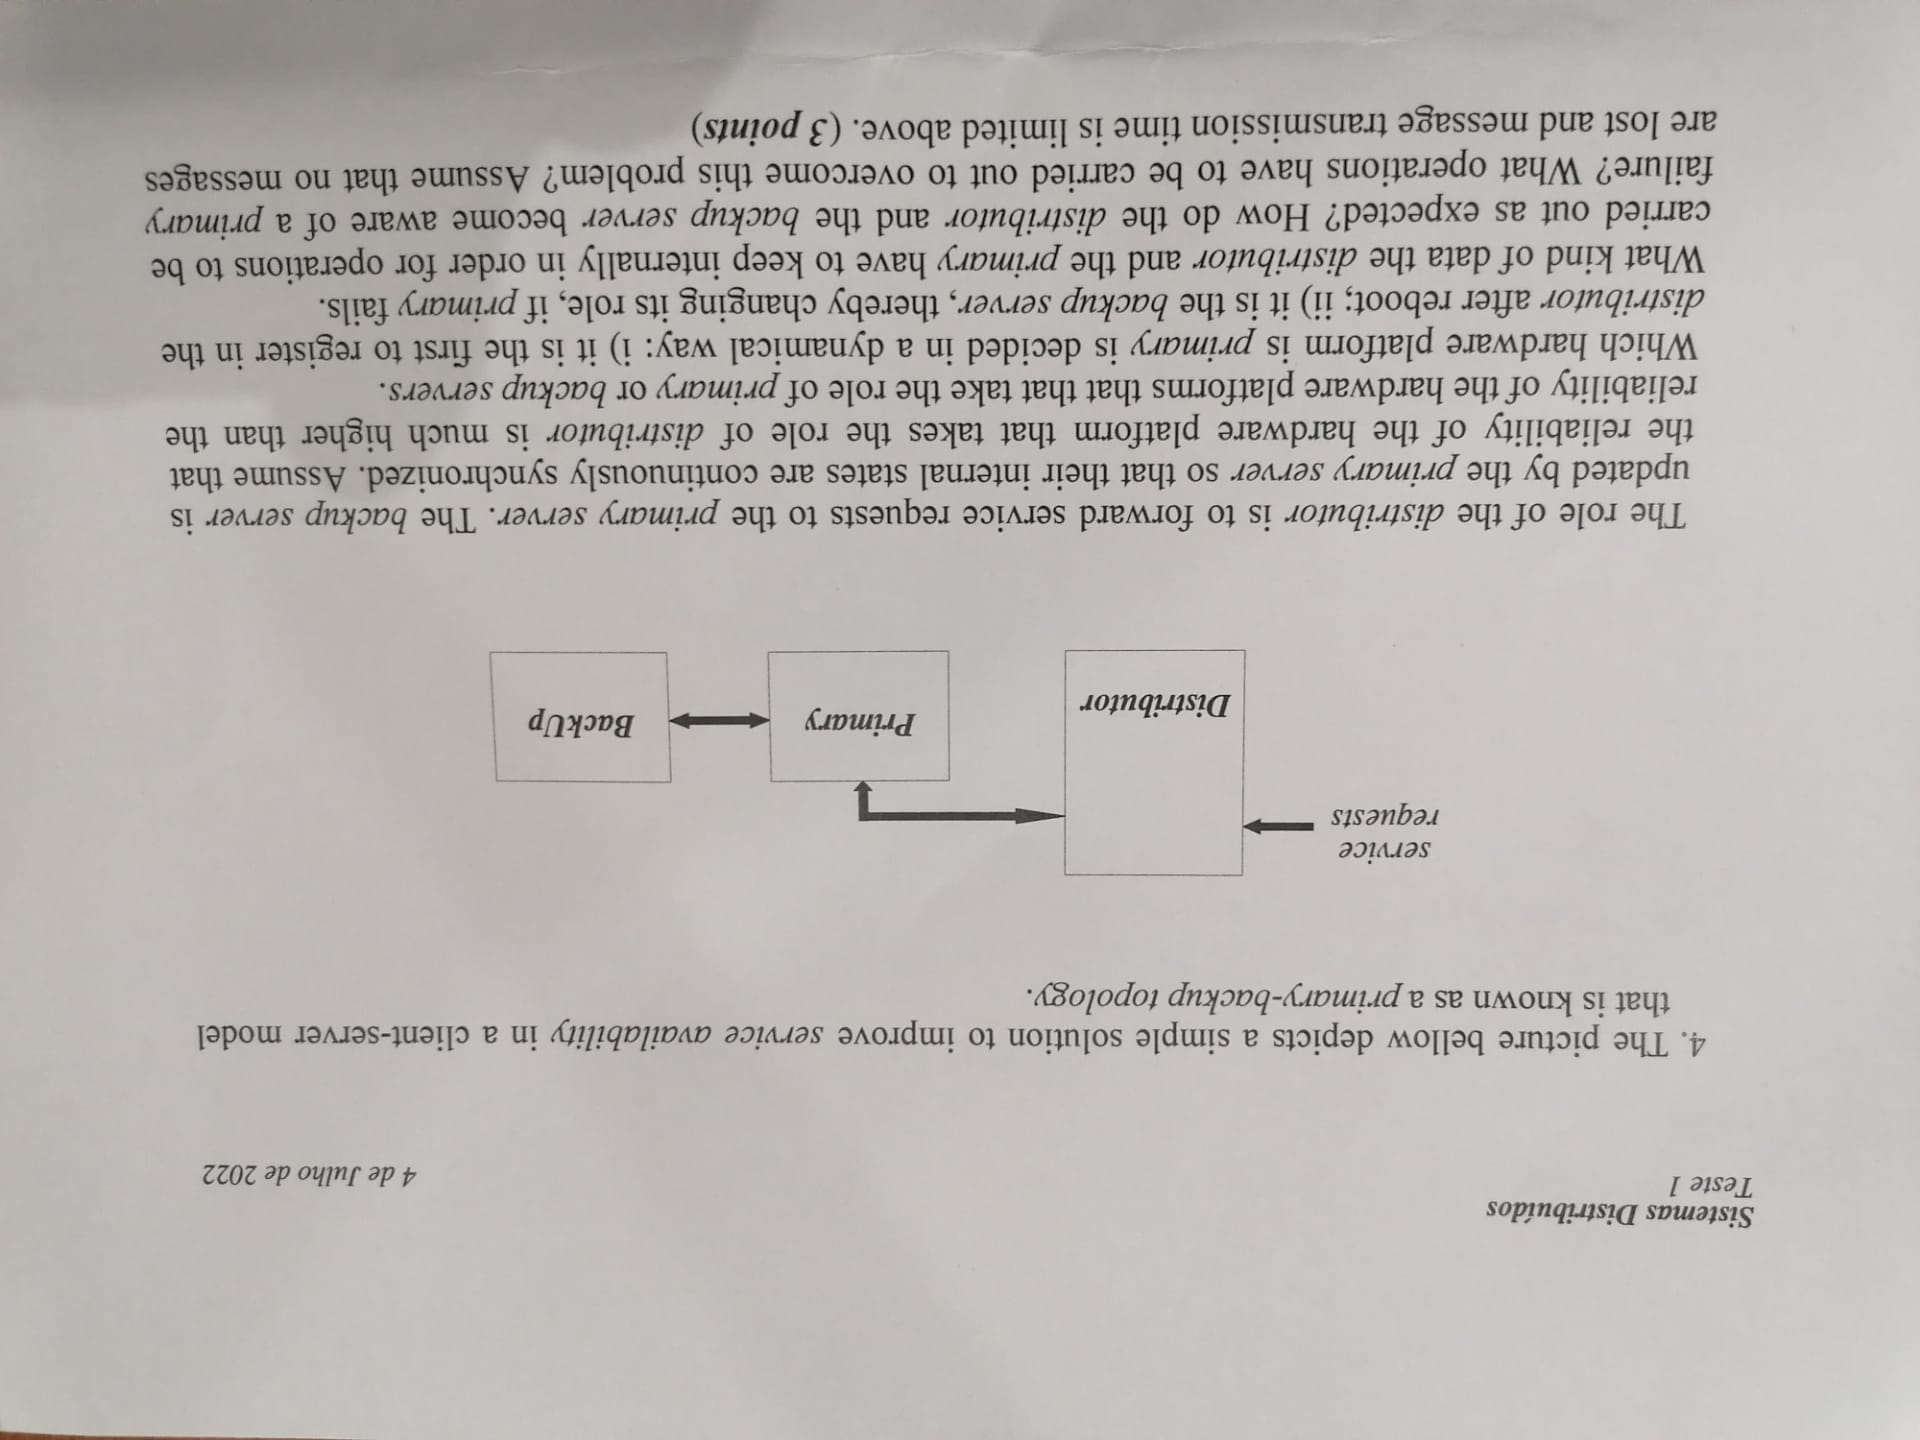 Sistemas Distribuídos
Teste 1
4 de Julho de 2022
4. The picture bellow depicts a simple solution to improve service availability in a client-server model
that is known as a primary-backup topology.
service
requests
Distributor
Primary
BackUp
The role of the distributor is to forward service requests to the primary server. The backup server is
updated by the primary server so that their internal states are continuously synchronized. Assume that
the reliability of the hardware platform that takes the role of distributor is much higher than the
reliability of the hardware platforms that that take the role of primary or backup servers.
Which hardware platform is primary is decided in a dynamical way: i) it is the first to register in the
distributor after reboot; ii) it is the backup server, thereby changing its role, if primary fails.
What kind of data the distributor and the primary have to keep internally in order for operations to be
carried out as expected? How do the distributor and the backup server become aware of a primary
failure? What operations have to be carried out to overcome this problem? Assume that no messages
are lost and message transmission time is limited above. (3 points)